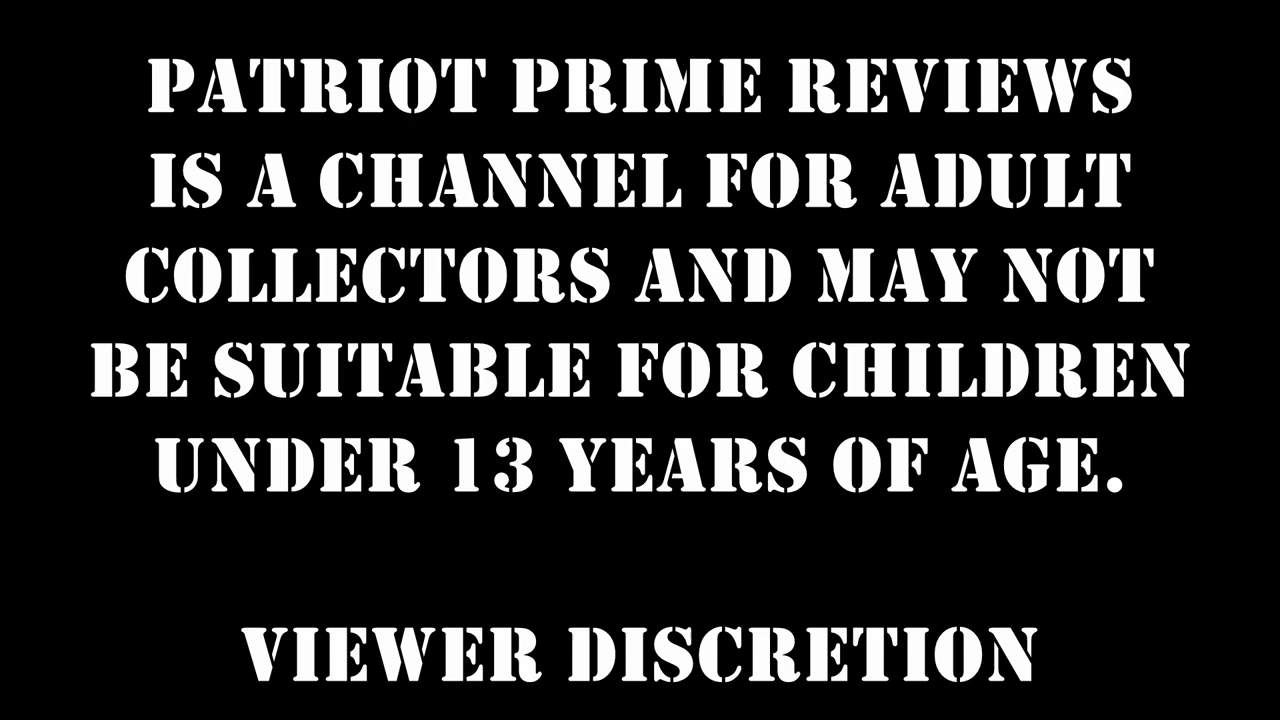 PATRIOT PRIME REVIEWS
IS A CHANNEL FOR ADULT
COLLECTORS AND MAY NOT
BE SUITABLE FOR CHILDREN
UNDER 13 YEARS OF AGE.
VIEWER DISCRETION